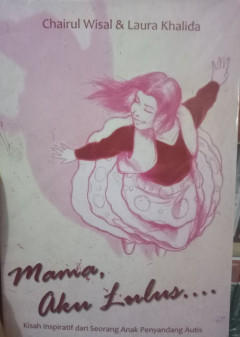 Chairul Wisal & Laura Khalida
Mama,
Aku Lulus....
Kisah Inspiratif dari Seorang Anak Penyandang Autis